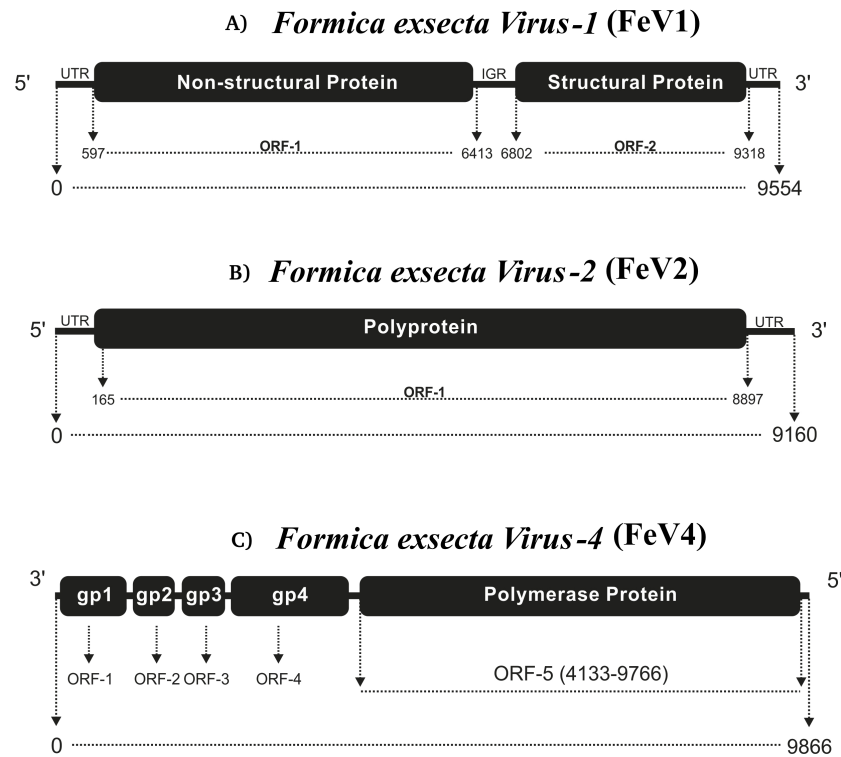 A) Formica exsecta Virus-1 (FeV1)
5' UTR Non-structural Protein IGR Structural Protein UTR 3'
597 ORF-1 6413 6802 ORF-2 9318
0 9554
B) Formica exsecta Virus-2 (FeV2)
5' UTR Polyprotein UTR 3'
165 ORF-1 8897
0 9160
C) Formica exsecta Virus-4 (FeV4)
3' gp1 gp2 gp3 gp4 Polymerase Protein 5'
ORF-1 ORF-2 ORF-3 ORF-4 ORF-5 (4133-9766)
0 9866